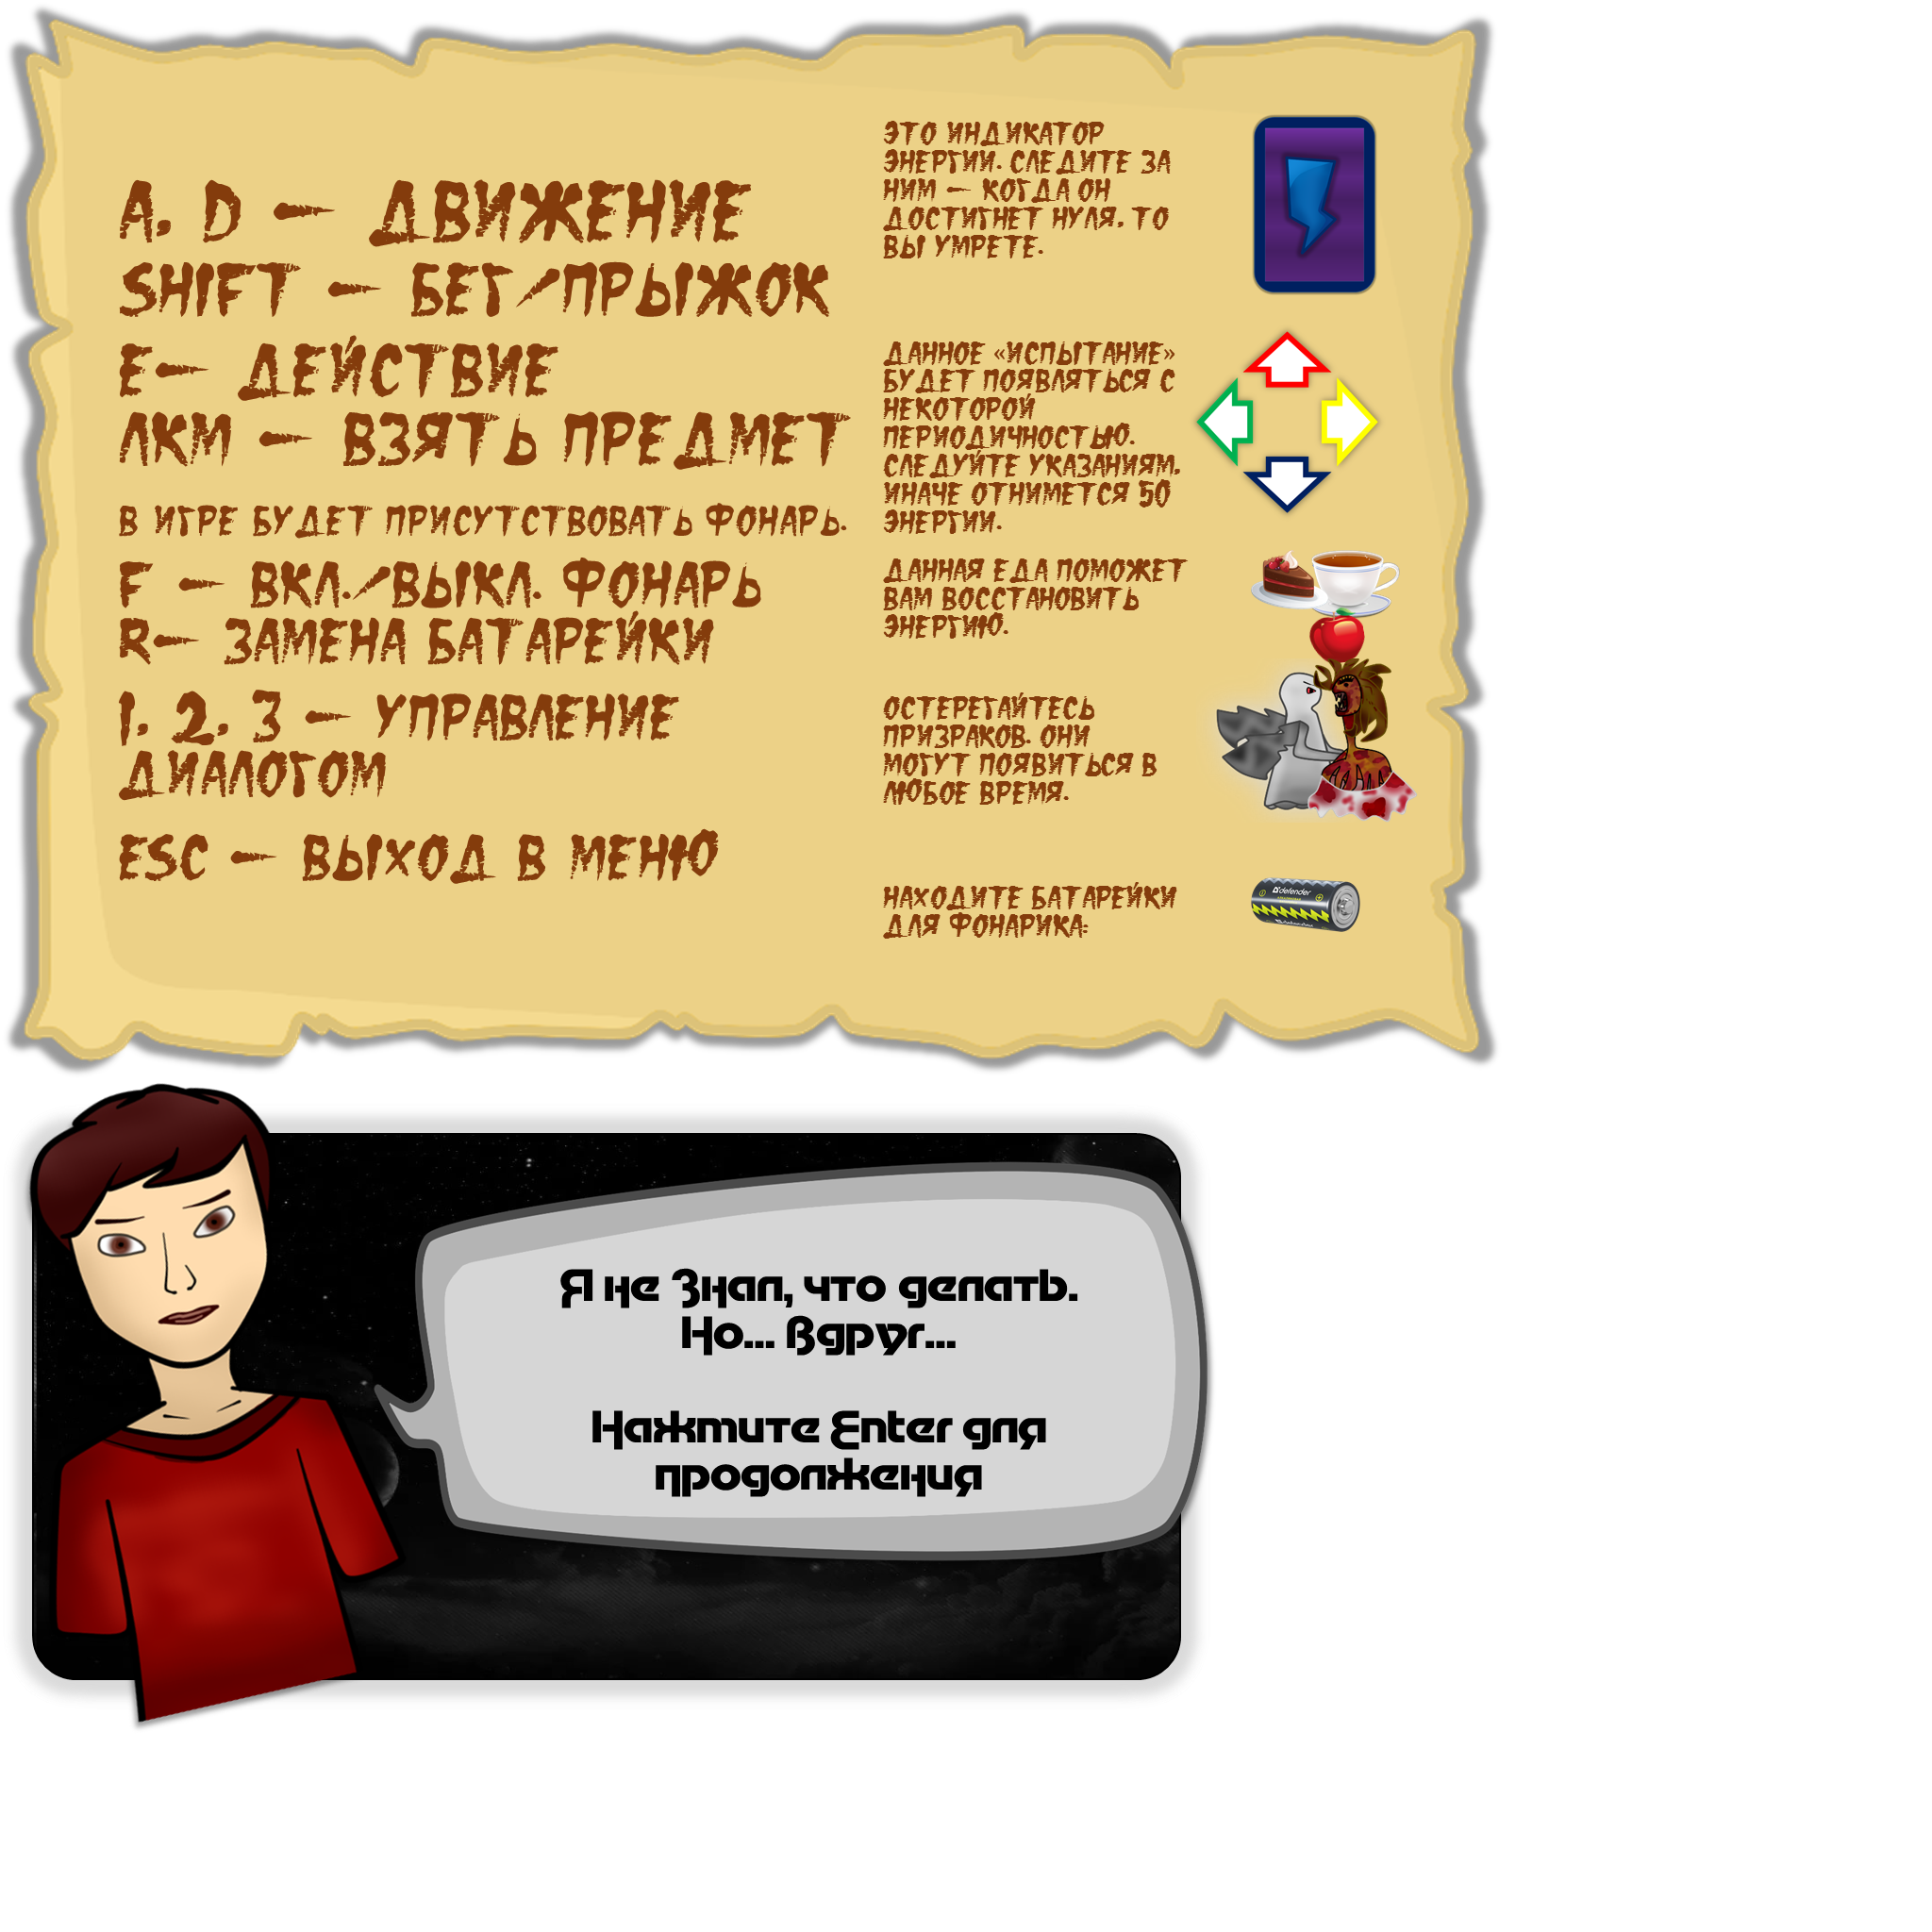 A, D – ДВИЖЕНИЕ
SHIFT – БЕГ/ПРЫЖОК
E– ДЕЙСТВИЕ
ЛКМ – ВЗЯТЬ ПРЕДМЕТ
В ИГРЕ БУДЕТ ПРИСУТСТВОВАТЬ ФОНАРЬ.
F – ВКЛ./ВЫКЛ. ФОНАРЬ
R– ЗАМЕНА БАТАРЕЙКИ
1, 2, 3 – УПРАВЛЕНИЕ
ДИАЛОГОМ
ESC – ВЫХОД В МЕНЮ
ЭТО ИНДИКАТОР
ЭНЕРГИИ. СЛЕДИТЕ ЗА
НИМ – КОГДА ОН
ДОСТИГНЕТ НУЛЯ, ТО
ВЫ УМРЕТЕ.
ДАННОЕ «ИСПЫТАНИЕ»
БУДЕТ ПОЯВЛЯТЬСЯ С
НЕКОТОРОЙ
ПЕРИОДИЧНОСТЬЮ.
СЛЕДУЙТЕ УКАЗАНИЯМ,
ИНАЧЕ ОТНИМЕТСЯ 50
ЭНЕРГИИ.
ДАННАЯ ЕДА ПОМОЖЕТ
ВАМ ВОССТАНОВИТЬ
ЭНЕРГИЮ.
ОСТЕРЕГАЙТЕСЬ
ПРИЗРАКОВ. ОНИ
МОГУТ ПОЯВИТЬСЯ В
ЛЮБОЕ ВРЕМЯ.
НАХОДИТЕ БАТАРЕЙКИ
ДЛЯ ФОНАРИКА:
defender
Я не знал, что делать.
Но... Вдруг...
Нажмите Enter для
продолжения